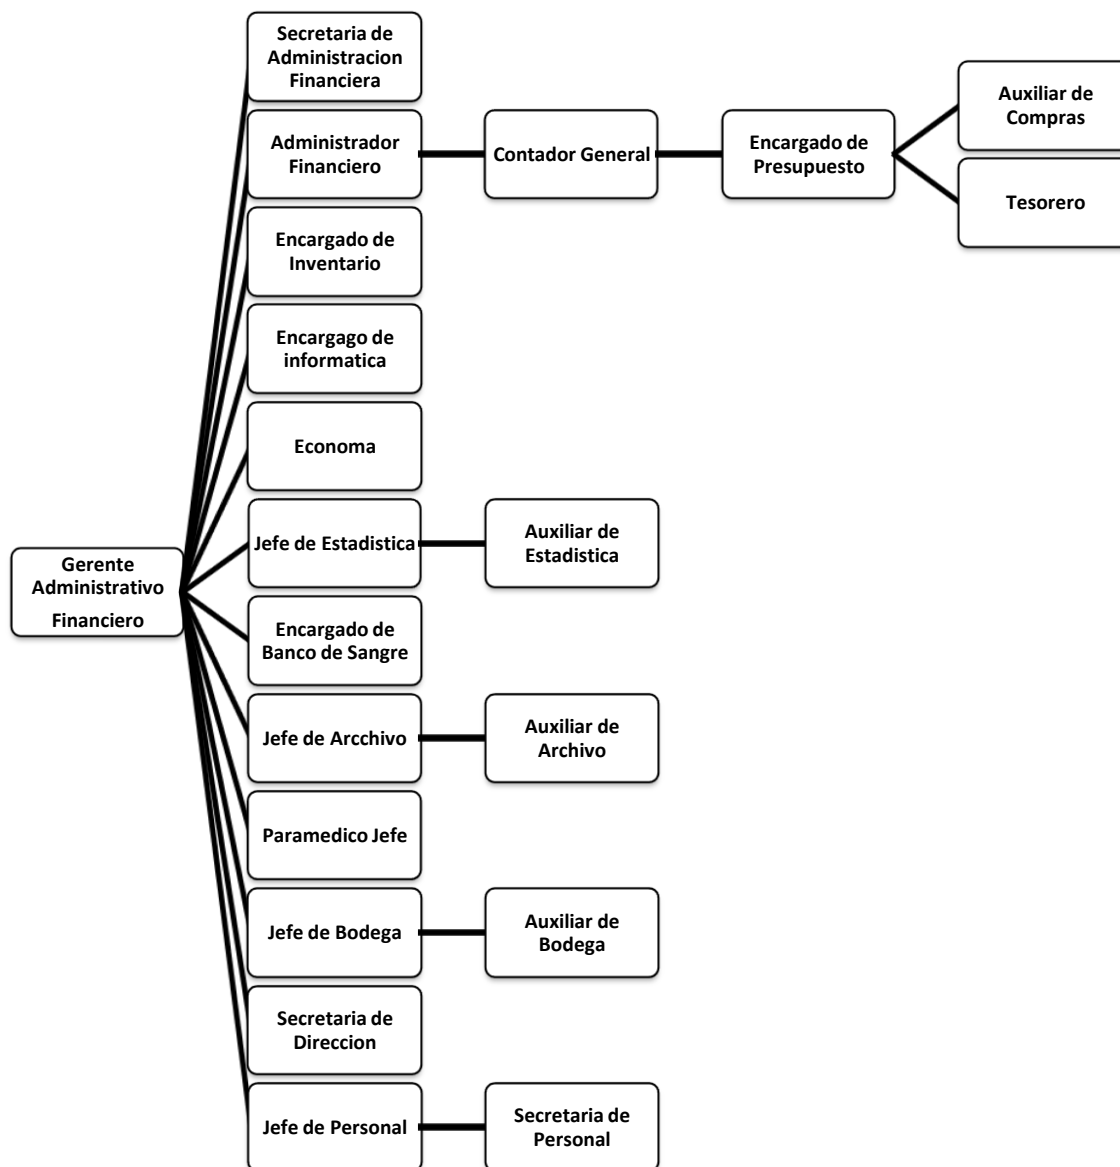 Secretaria de
Administracion
Financiera
Administrador
Financiero
Contador General
Encargado de
Presupuesto
Auxiliar de
Compras
Tesorero
Encargado de
Inventario
Encargago de
informatica
Economa
Jefe de Estadistica
Auxiliar de
Estadistica
Gerente
Administrativo
Financiero
Encargado de
Banco de Sangre
Jefe de Arcchivo
Auxiliar de
Archivo
Paramedico Jefe
Jefe de Bodega
Auxiliar de
Bodega
Secretaria de
Direccion
Jefe de Personal
Secretaria de
Personal